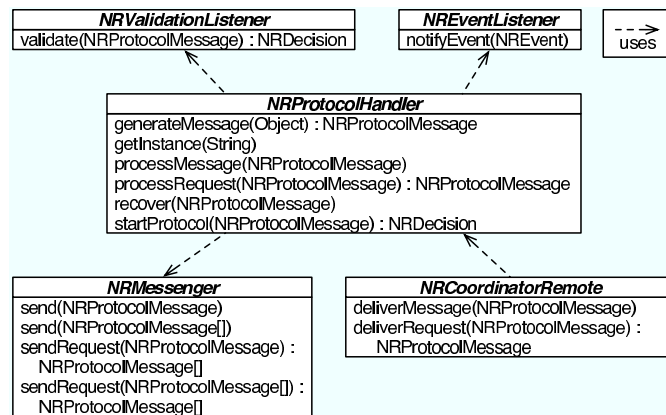 NRValidationListener
validate(NRProtocolMessage) : NRDecision
NREventListener
notifyEvent(NREvent)
uses
NRProtocolHandler
generateMessage(Object) : NRProtocolMessage
getInstance(String)
processMessage(NRProtocolMessage)
processRequest(NRProtocolMessage) : NRProtocolMessage
recover(NRProtocolMessage)
startProtocol(NRProtocolMessage) : NRDecision
NRMessenger
send(NRProtocolMessage)
send(NRProtocolMessage[])
sendRequest(NRProtocolMessage) :
NRProtocolMessage[]
sendRequest(NRProtocolMessage[]) :
NRProtocolMessage[]
NRCoordinatorRemote
deliverMessage(NRProtocolMessage)
deliverRequest(NRProtocolMessage) :
NRProtocolMessage